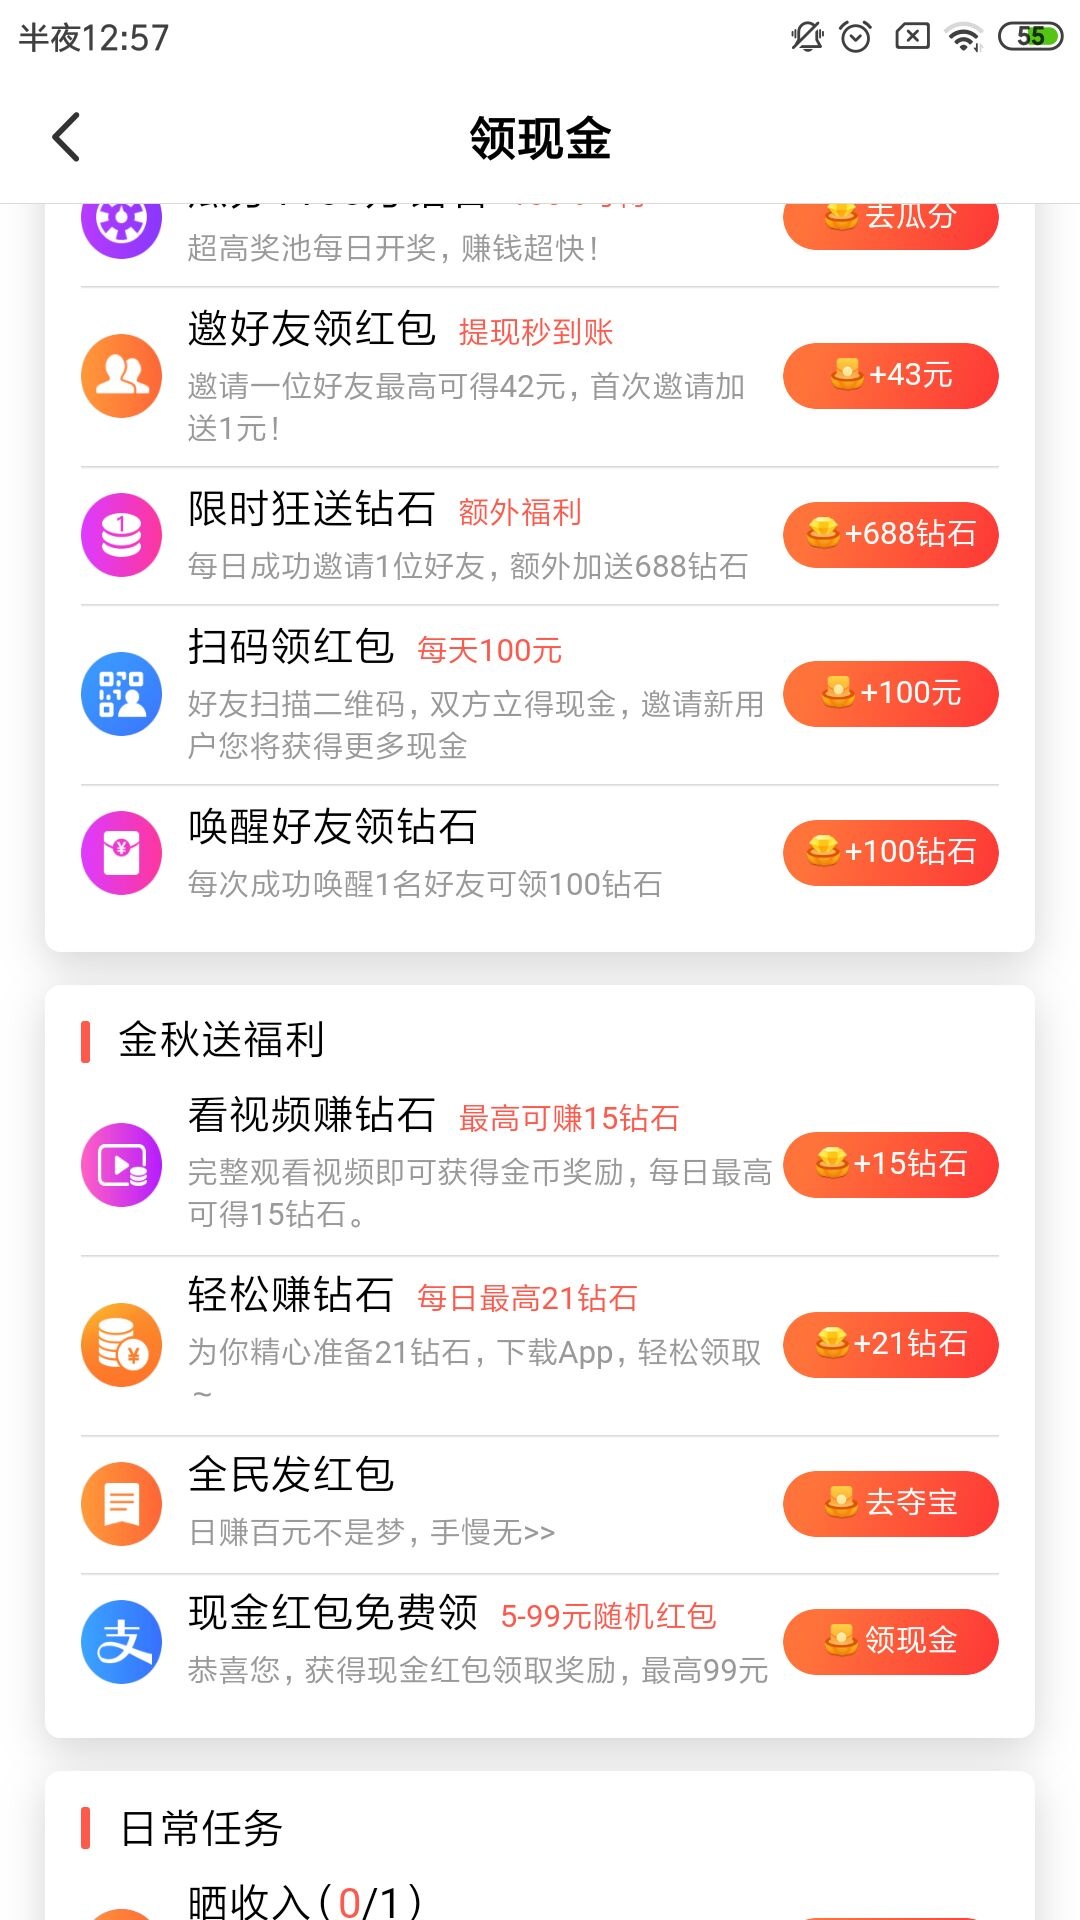 半夜12:57
55
领现金
去瓜分
超高奖池每日开奖，赚钱超快！
邀好友领红包 提现秒到账
邀请一位好友最高可得42元，首次邀请加
送1元！
+43元
限时狂送钻石 额外福利
每日成功邀请1位好友，额外加送688钻石
+688钻石
扫码领红包 每天100元
好友扫描二维码，双方立得现金，邀请新用
户您将获得更多现金
+100元
唤醒好友领钻石
每次成功唤醒1名好友可领100钻石
+100钻石
金秋送福利
看视频赚钻石 最高可赚15钻石
完整观看视频即可获得金币奖励，每日最高
可得15钻石。
+15钻石
轻松赚钻石 每日最高21钻石
为你精心准备21钻石，下载App，轻松领取
~
+21钻石
全民发红包
日赚百元不是梦，手慢无>>
去夺宝
现金红包免费领 5-99元随机红包
恭喜您，获得现金红包领取奖励，最高99元
领现金
日常任务
晒收入（0/1）